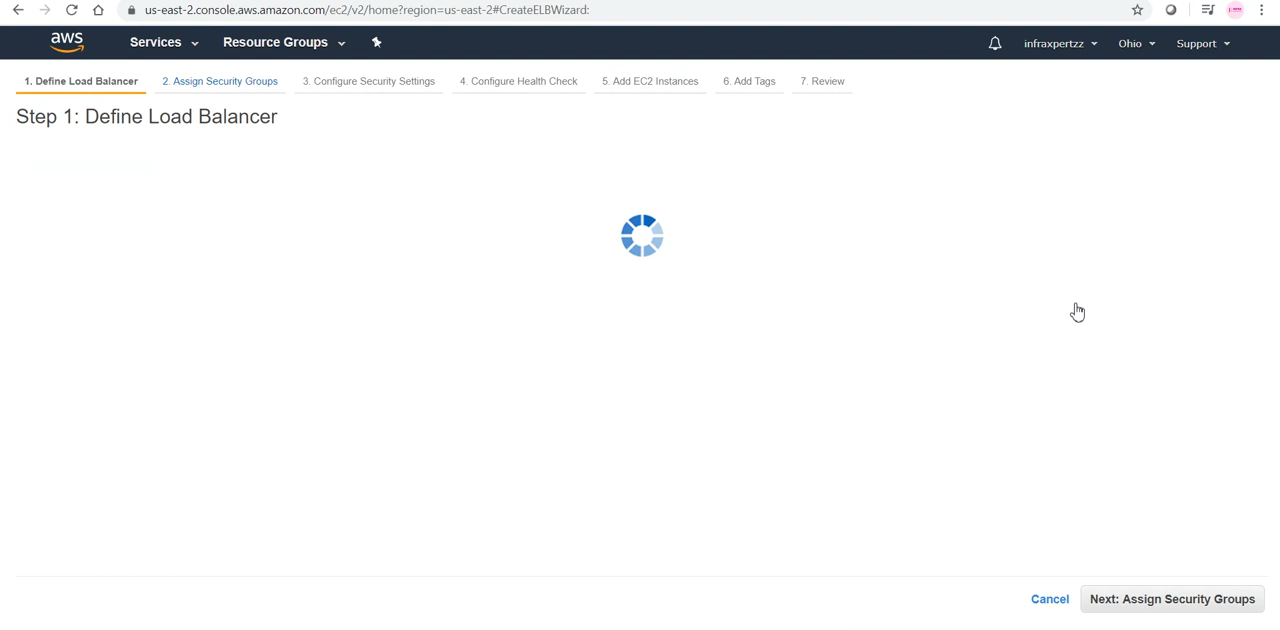 us-east-2.console.aws.amazon.com/ec2/v2/home?region=us-east-2#CreateELBWizard:
aws Services Resource Groups infraxpertzz Ohio Support
1. Define Load Balancer 2. Assign Security Groups 3. Configure Security Settings 4. Configure Health Check 5. Add EC2 Instances 6. Add Tags 7. Review
Step 1: Define Load Balancer
Cancel Next: Assign Security Groups